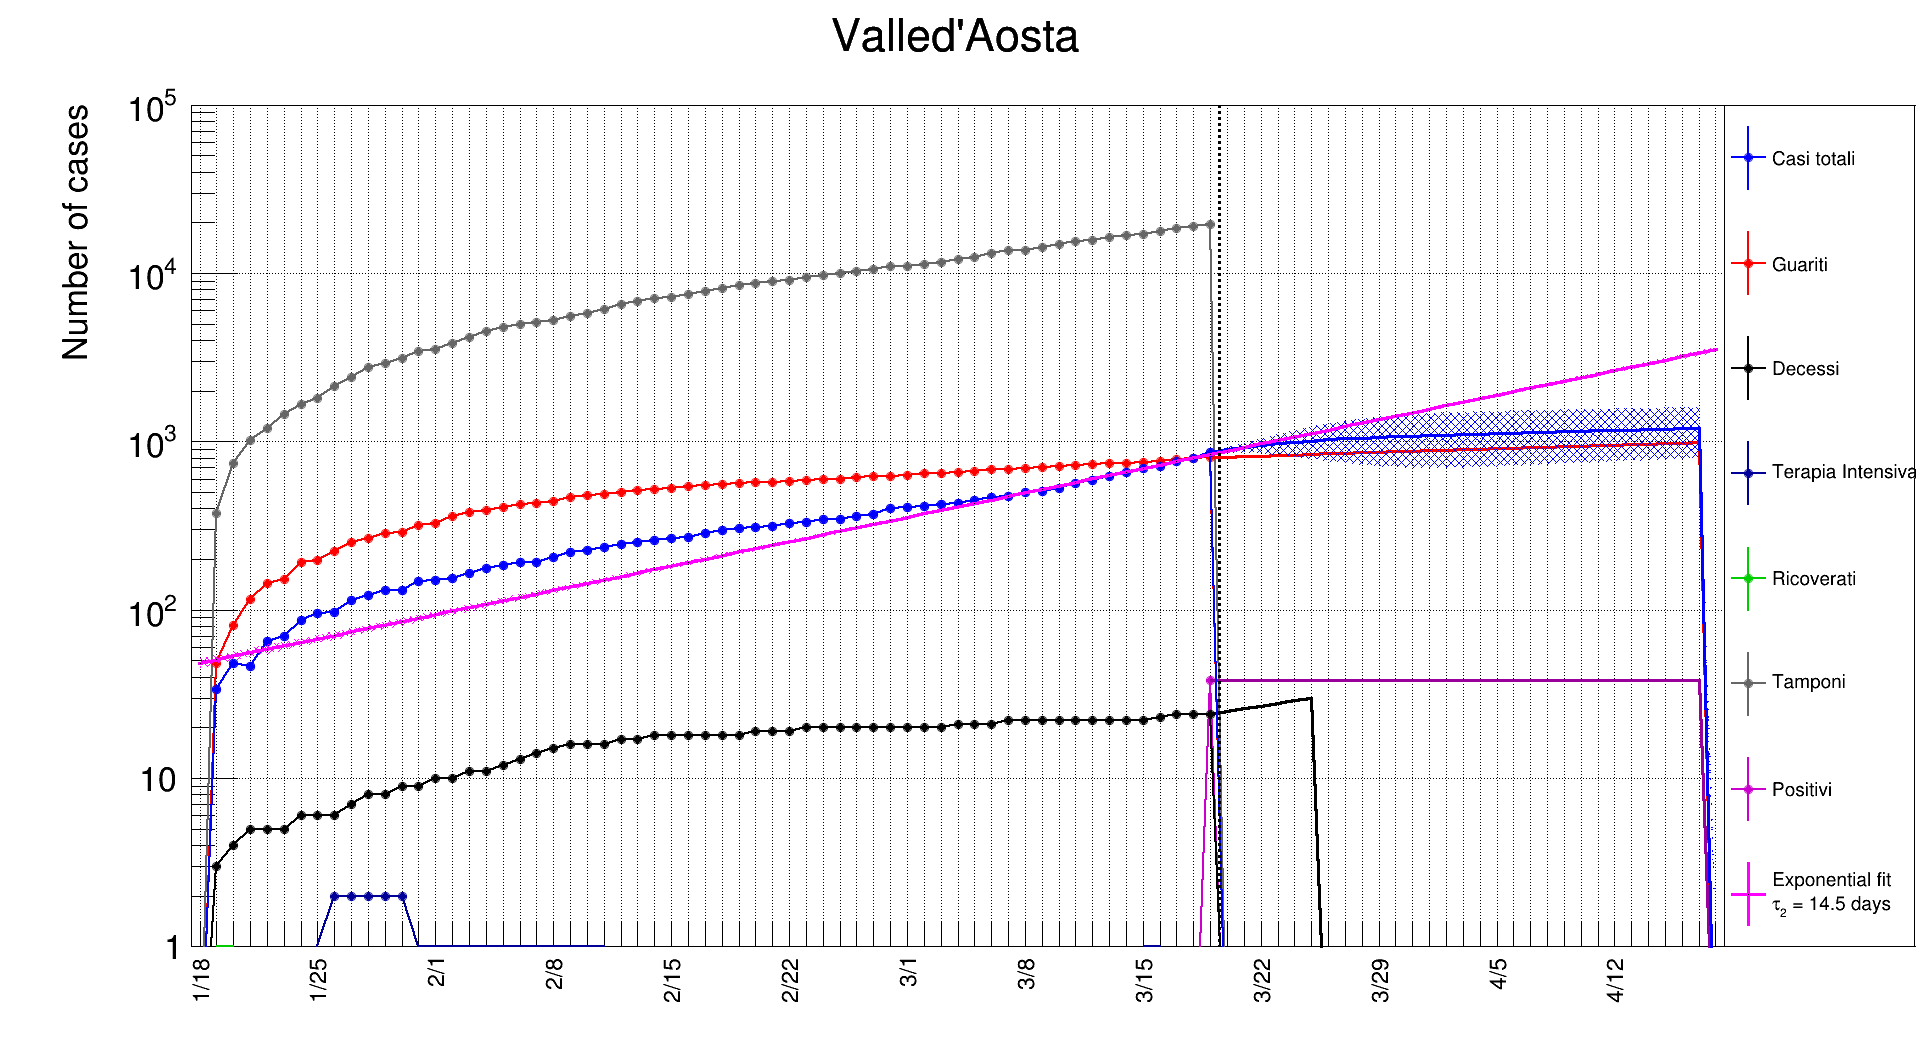 Valled'Aosta
Number of cases
10^5
10^4
10^3
10^2
10
1
1/18 1/25 2/1 2/8 2/15 2/22 3/1 3/8 3/15 3/22 3/29 4/5 4/12
Casi totali
Guariti
Decessi
Terapia Intensiva
Ricoverati
Tamponi
Positivi
Exponential fit
τ_2 = 14.5 days